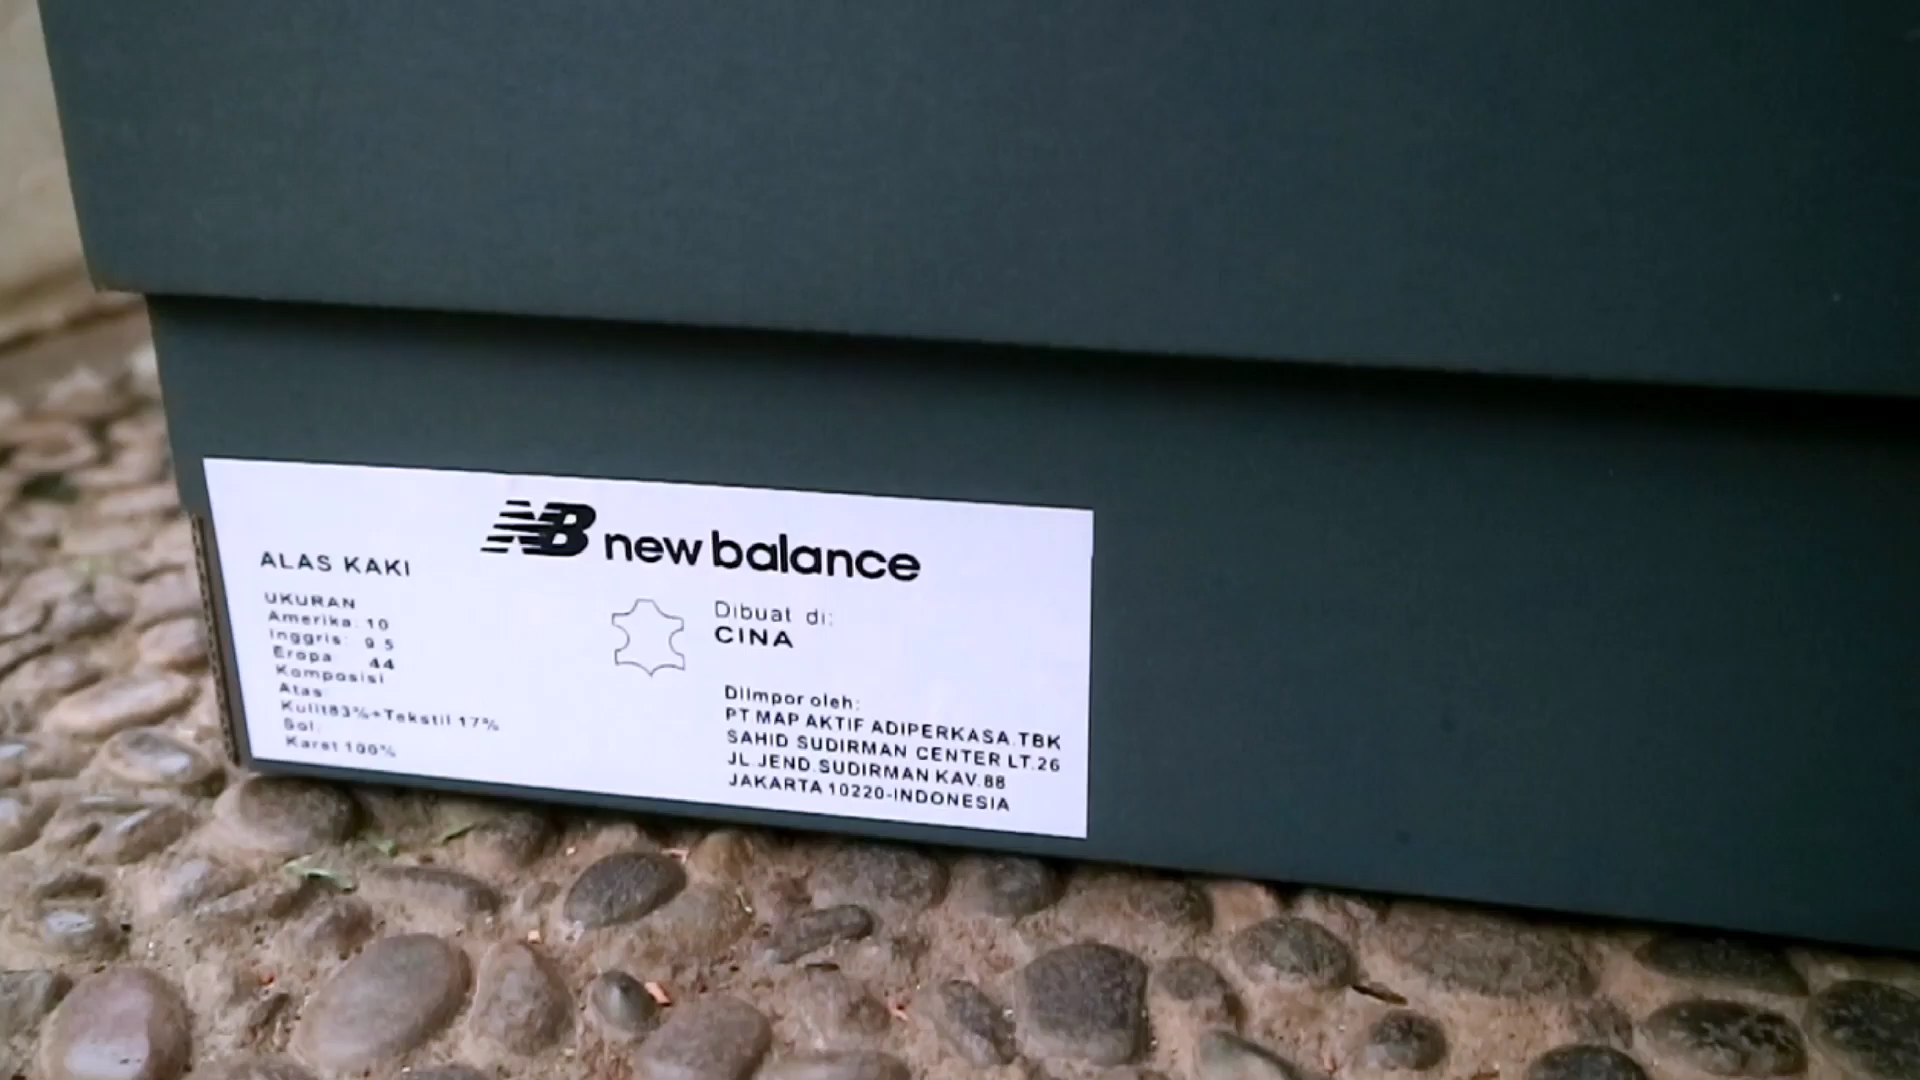 NB new balance
ALAS KAKI
UKURAN
Amerika: 10
Inggris: 9.5
Eropa 44
Komposisi
Atas
Kulit83%+Tekstil 17%
Sol:
Karet 100%
Dibuat di:
CINA
DiImpor oleh:
PT MAP AKTIF ADIPERKASA.TBK
SAHID SUDIRMAN CENTER LT.26
JL.JEND.SUDIRMAN KAV.88
JAKARTA 10220-INDONESIA